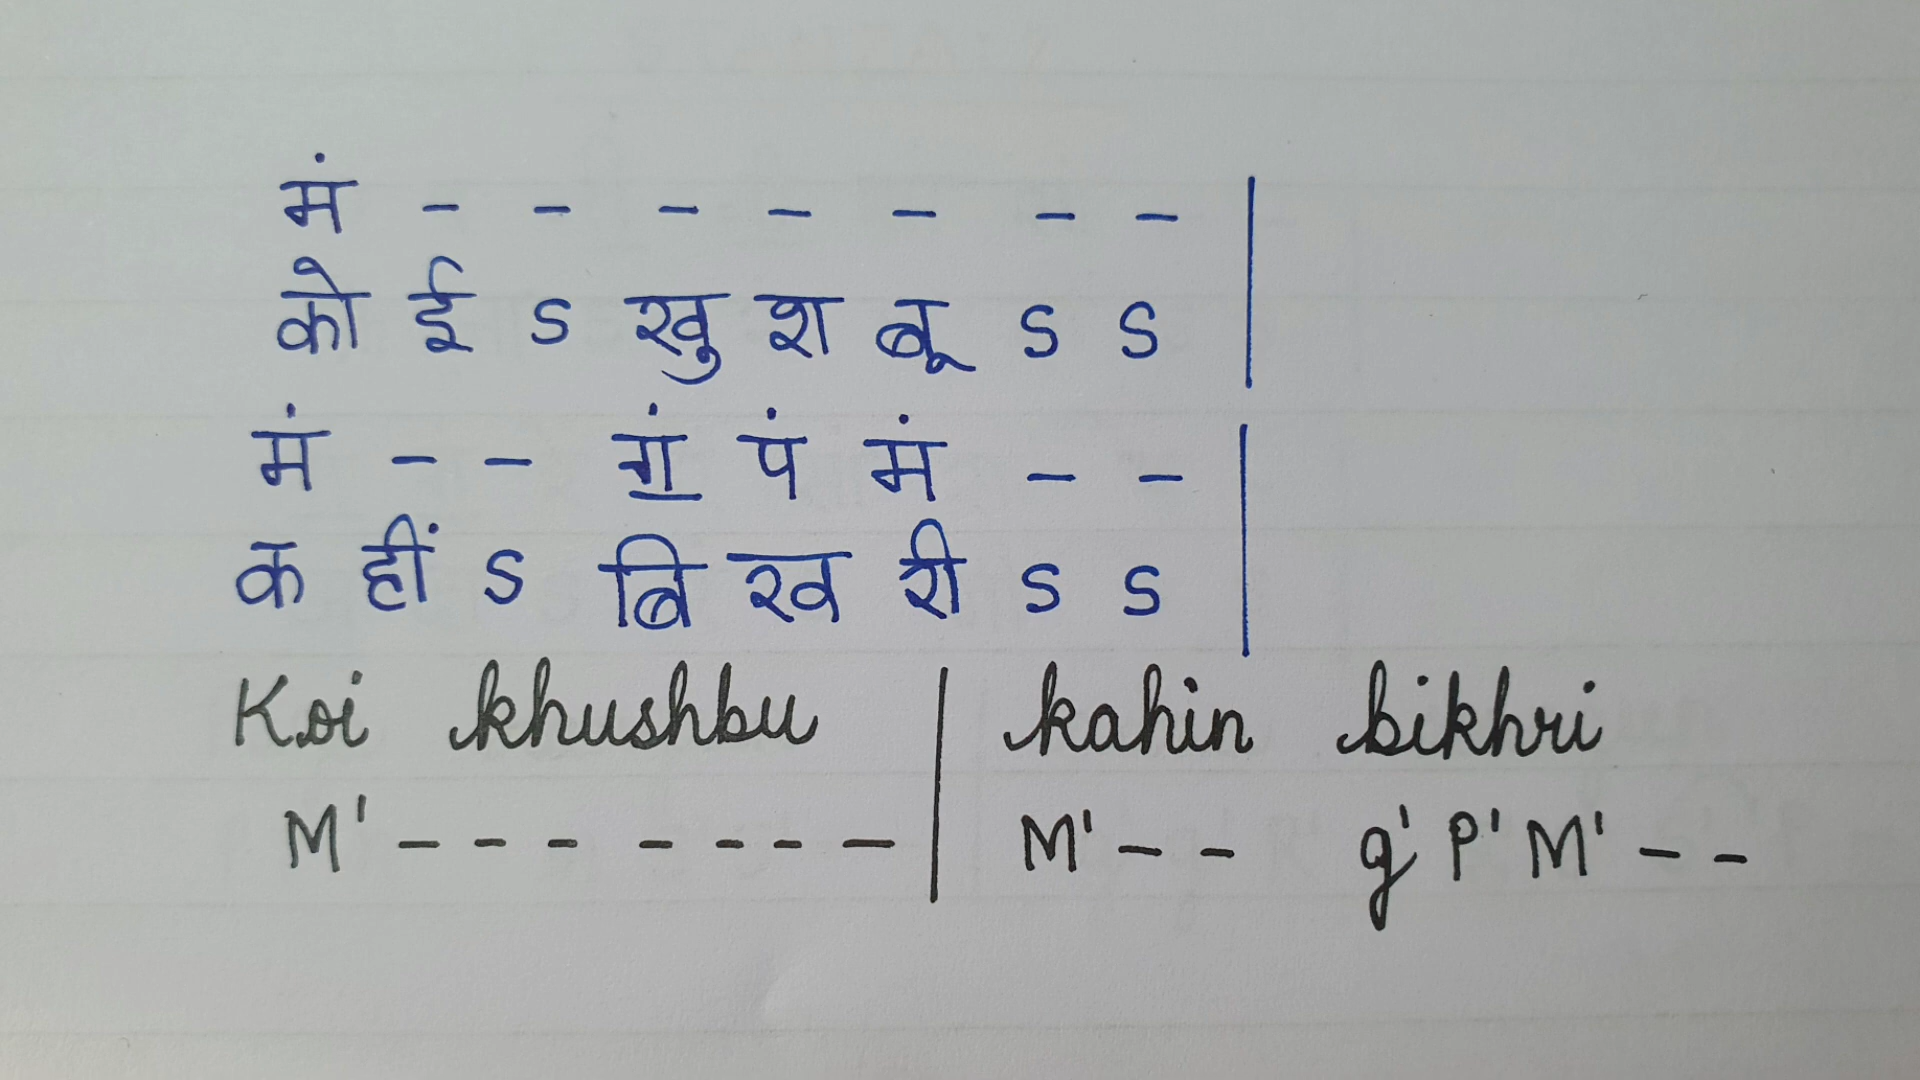 मं - - - - - - - |
को ई ऽ खु श बू ऽ ऽ |
मं - - ग॒ं पं मं - - |
क हीं ऽ बि ख री ऽ ऽ |
Koi khushbu | kahin bikhri
M' - - - - - - - | M' - - g' P' M' - -